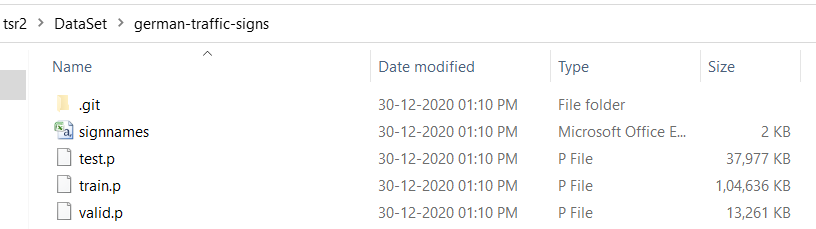 tsr2 > DataSet > german-traffic-signs
Name Date modified Type Size
.git 30-12-2020 01:10 PM File folder
signnames 30-12-2020 01:10 PM Microsoft Office E... 2 KB
test.p 30-12-2020 01:10 PM P File 37,977 KB
train.p 30-12-2020 01:10 PM P File 1,04,636 KB
valid.p 30-12-2020 01:10 PM P File 13,261 KB